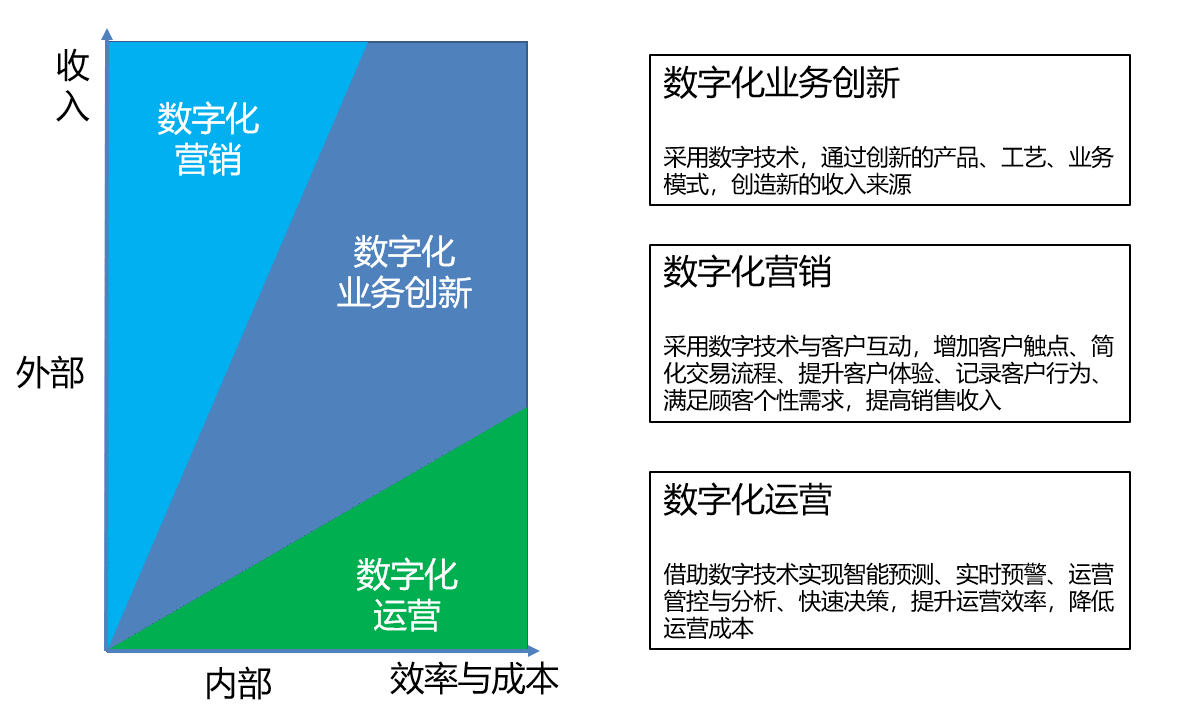 收
入
数字化
营销
数字化
业务创新
外部
数字化
运营
内部
效率与成本
数字化业务创新
采用数字技术，通过创新的产品、工艺、业务
模式，创造新的收入来源
数字化营销
采用数字技术与客户互动，增加客户触点、简
化交易流程、提升客户体验、记录客户行为、
满足顾客个性需求，提高销售收入
数字化运营
借助数字技术实现智能预测、实时预警、运营
管控与分析、快速决策，提升运营效率，降低
运营成本